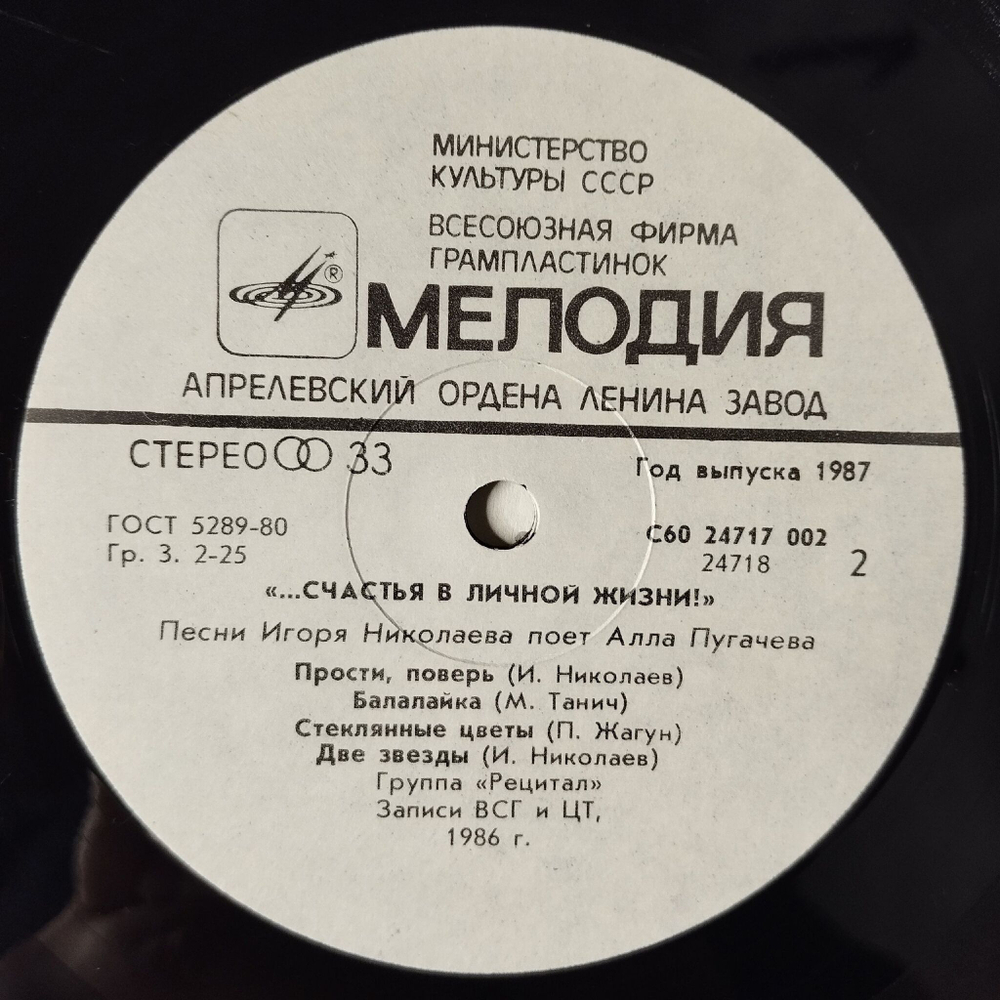 МИНИСТЕРСТВО
КУЛЬТУРЫ СССР
ВСЕСОЮЗНАЯ ФИРМА
ГРАМПЛАСТИНОК
®
МЕЛОДИЯ
АПРЕЛЕВСКИЙ ОРДЕНА ЛЕНИНА ЗАВОД
СТЕРЕО 33
Год выпуска 1987
ГОСТ 5289-80
Гр. 3. 2-25
С60 24717 002
24718
2
«...СЧАСТЬЯ В ЛИЧНОЙ ЖИЗНИ!»
Песни Игоря Николаева поет Алла Пугачева
Прости, поверь (И. Николаев)
Балалайка (М. Танич)
Стеклянные цветы (П. Жагун)
Две звезды (И. Николаев)
Группа «Рецитал»
Записи ВСГ и ЦТ,
1986 г.